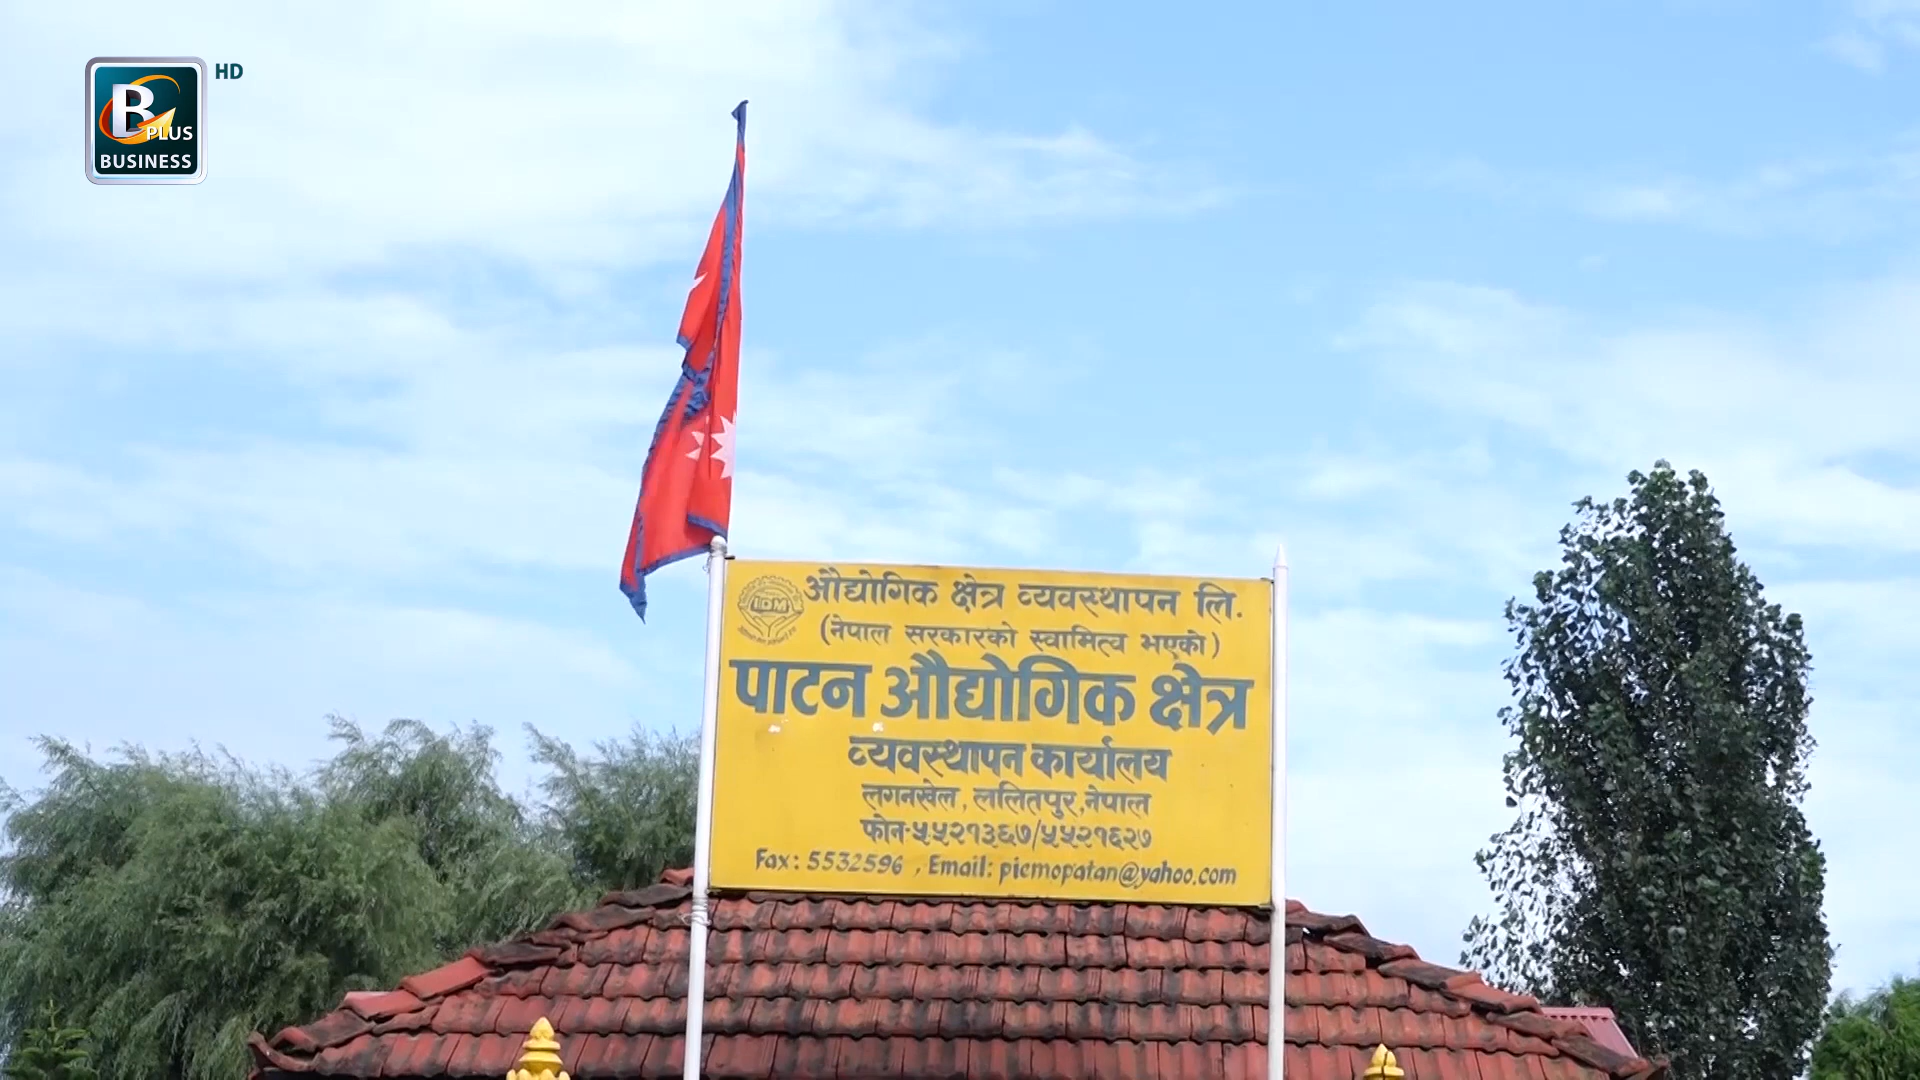 HD
B
PLUS
BUSINESS
IDM
औद्योगिक क्षेत्र व्यवस्थापन लि.
(नेपाल सरकारको स्वामित्व भएको)
पाटन औद्योगिक क्षेत्र
व्यवस्थापन कार्यालय
लगनखेल, ललितपुर, नेपाल
फोन-५५२१३६७/५५२१६२७
Fax: 5532596 , Email: picmopatan@yahoo.com